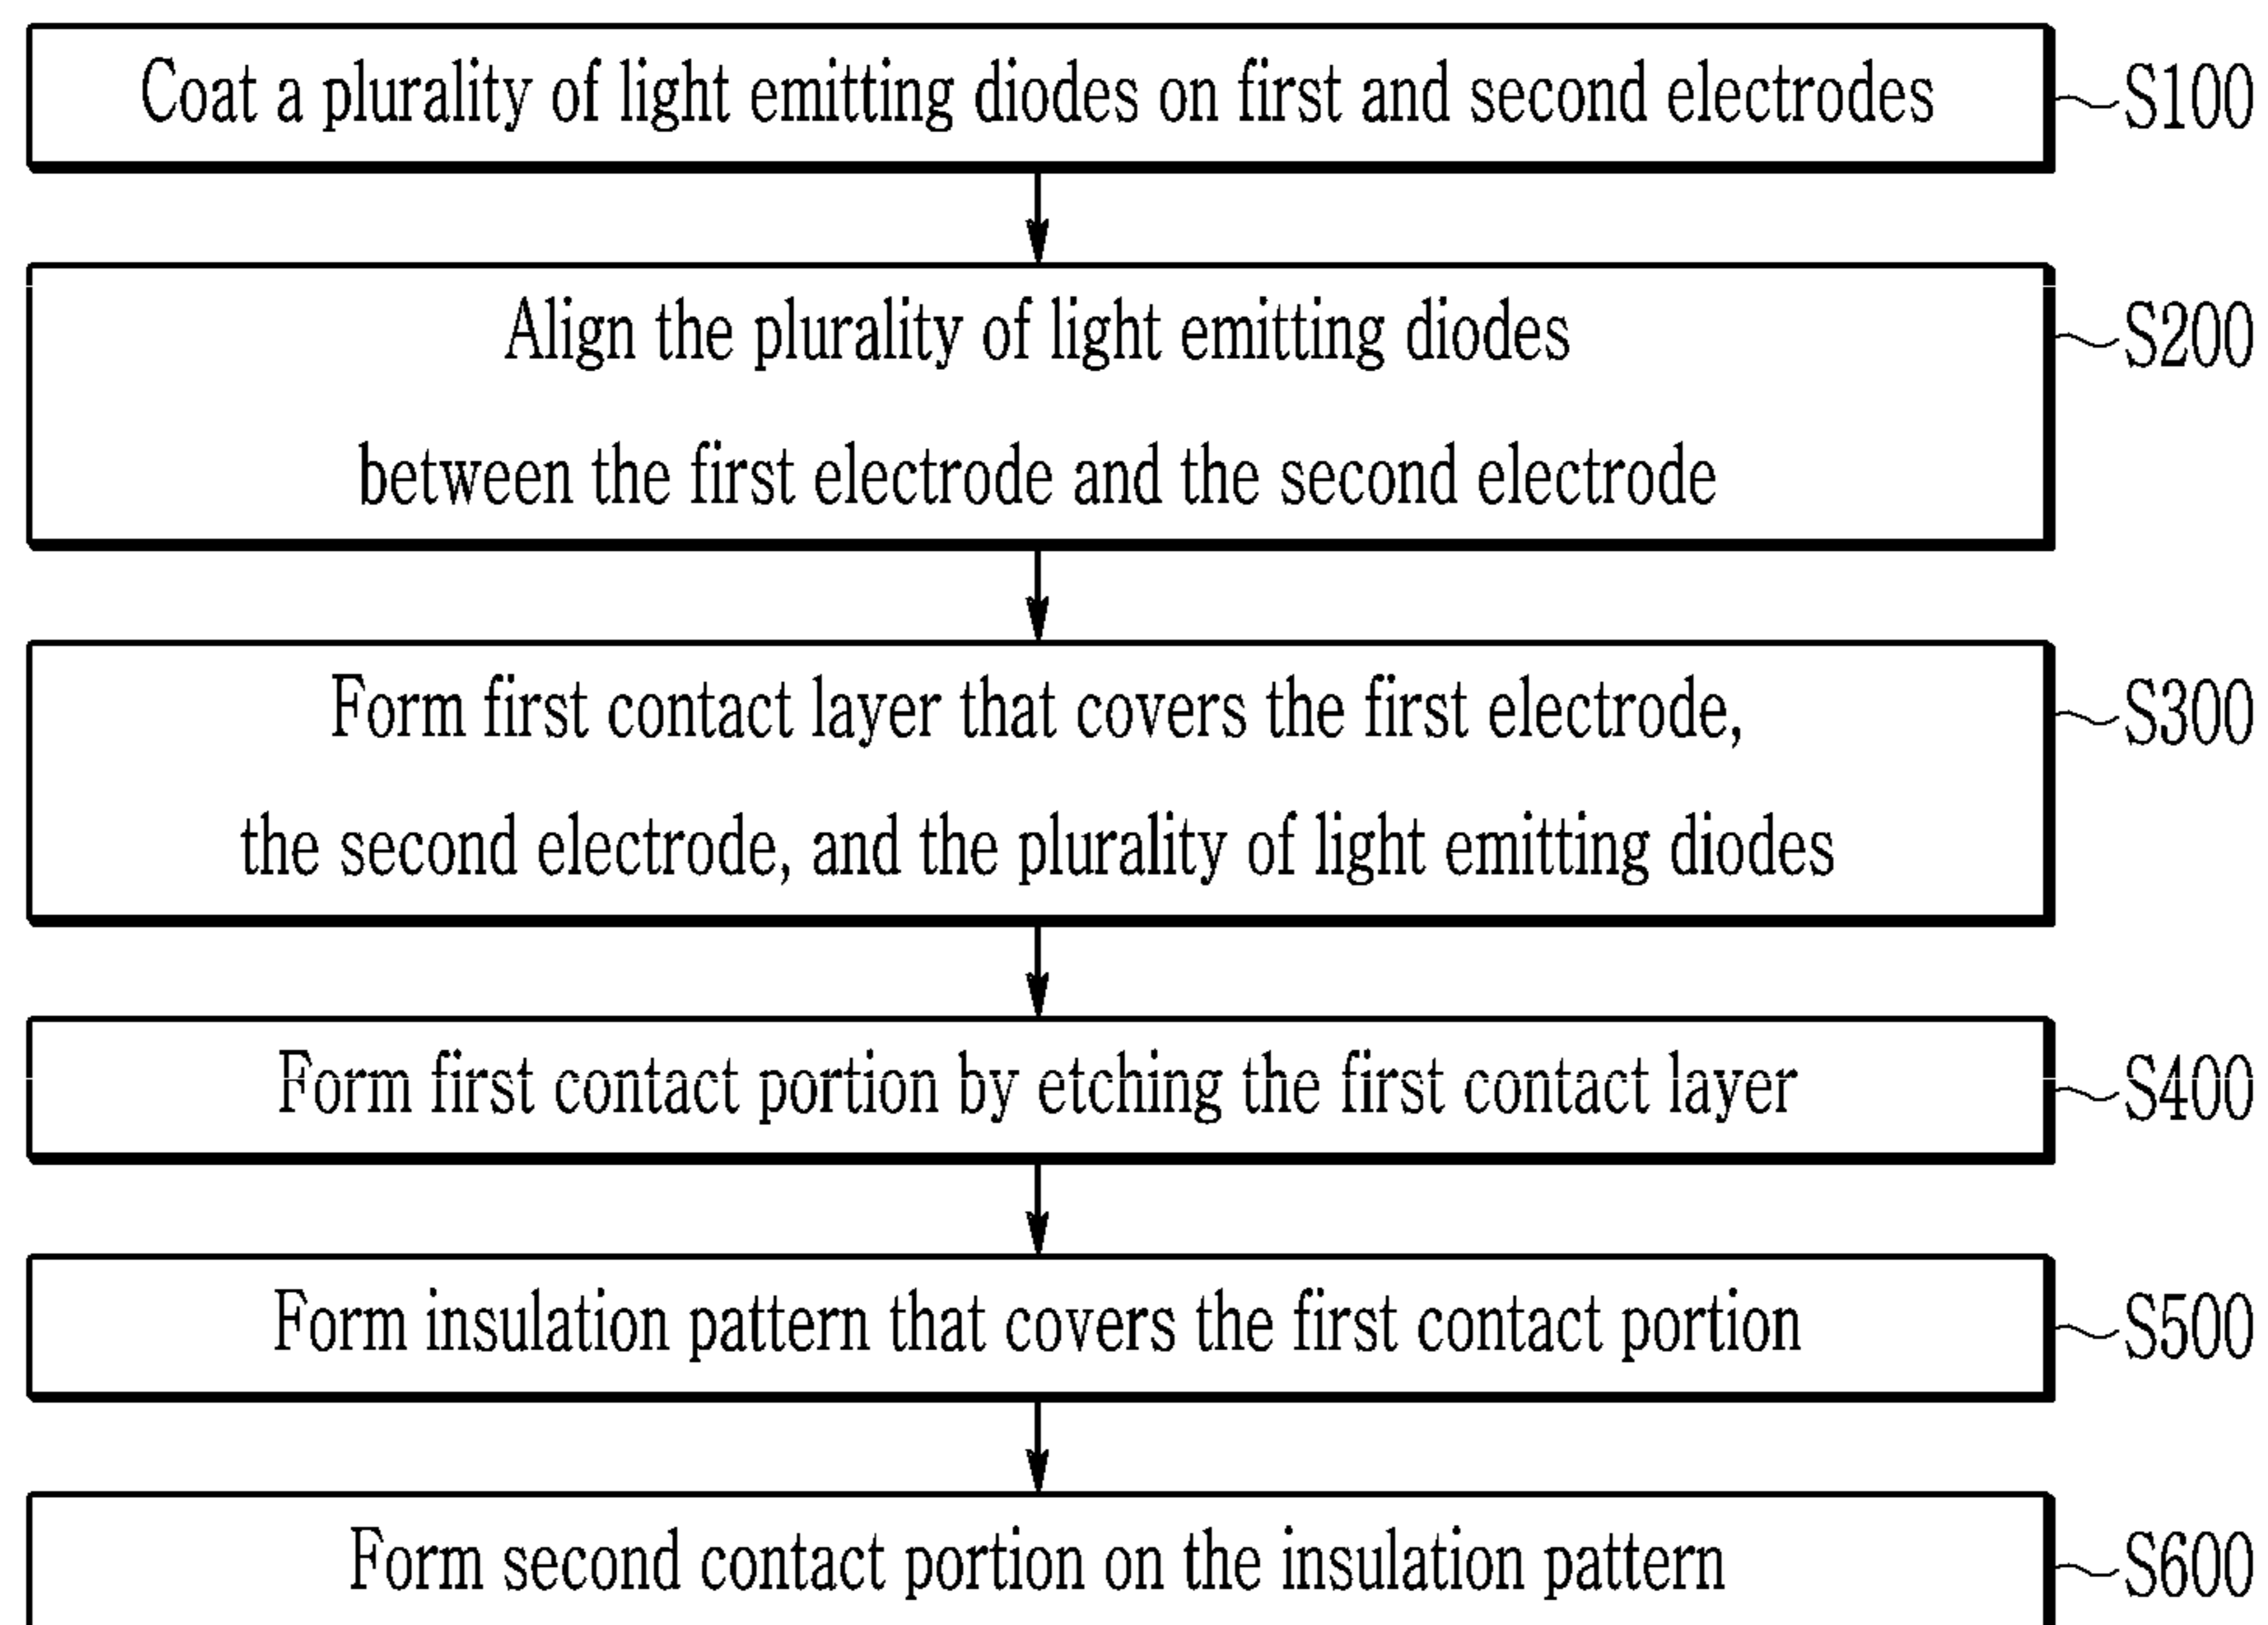 Coat a plurality of light emitting diodes on first and second electrodes
S100
Align the plurality of light emitting diodes
between the first electrode and the second electrode
S200
Form first contact layer that covers the first electrode,
the second electrode, and the plurality of light emitting diodes
S300
Form first contact portion by etching the first contact layer
S400
Form insulation pattern that covers the first contact portion
S500
Form second contact portion on the insulation pattern
S600